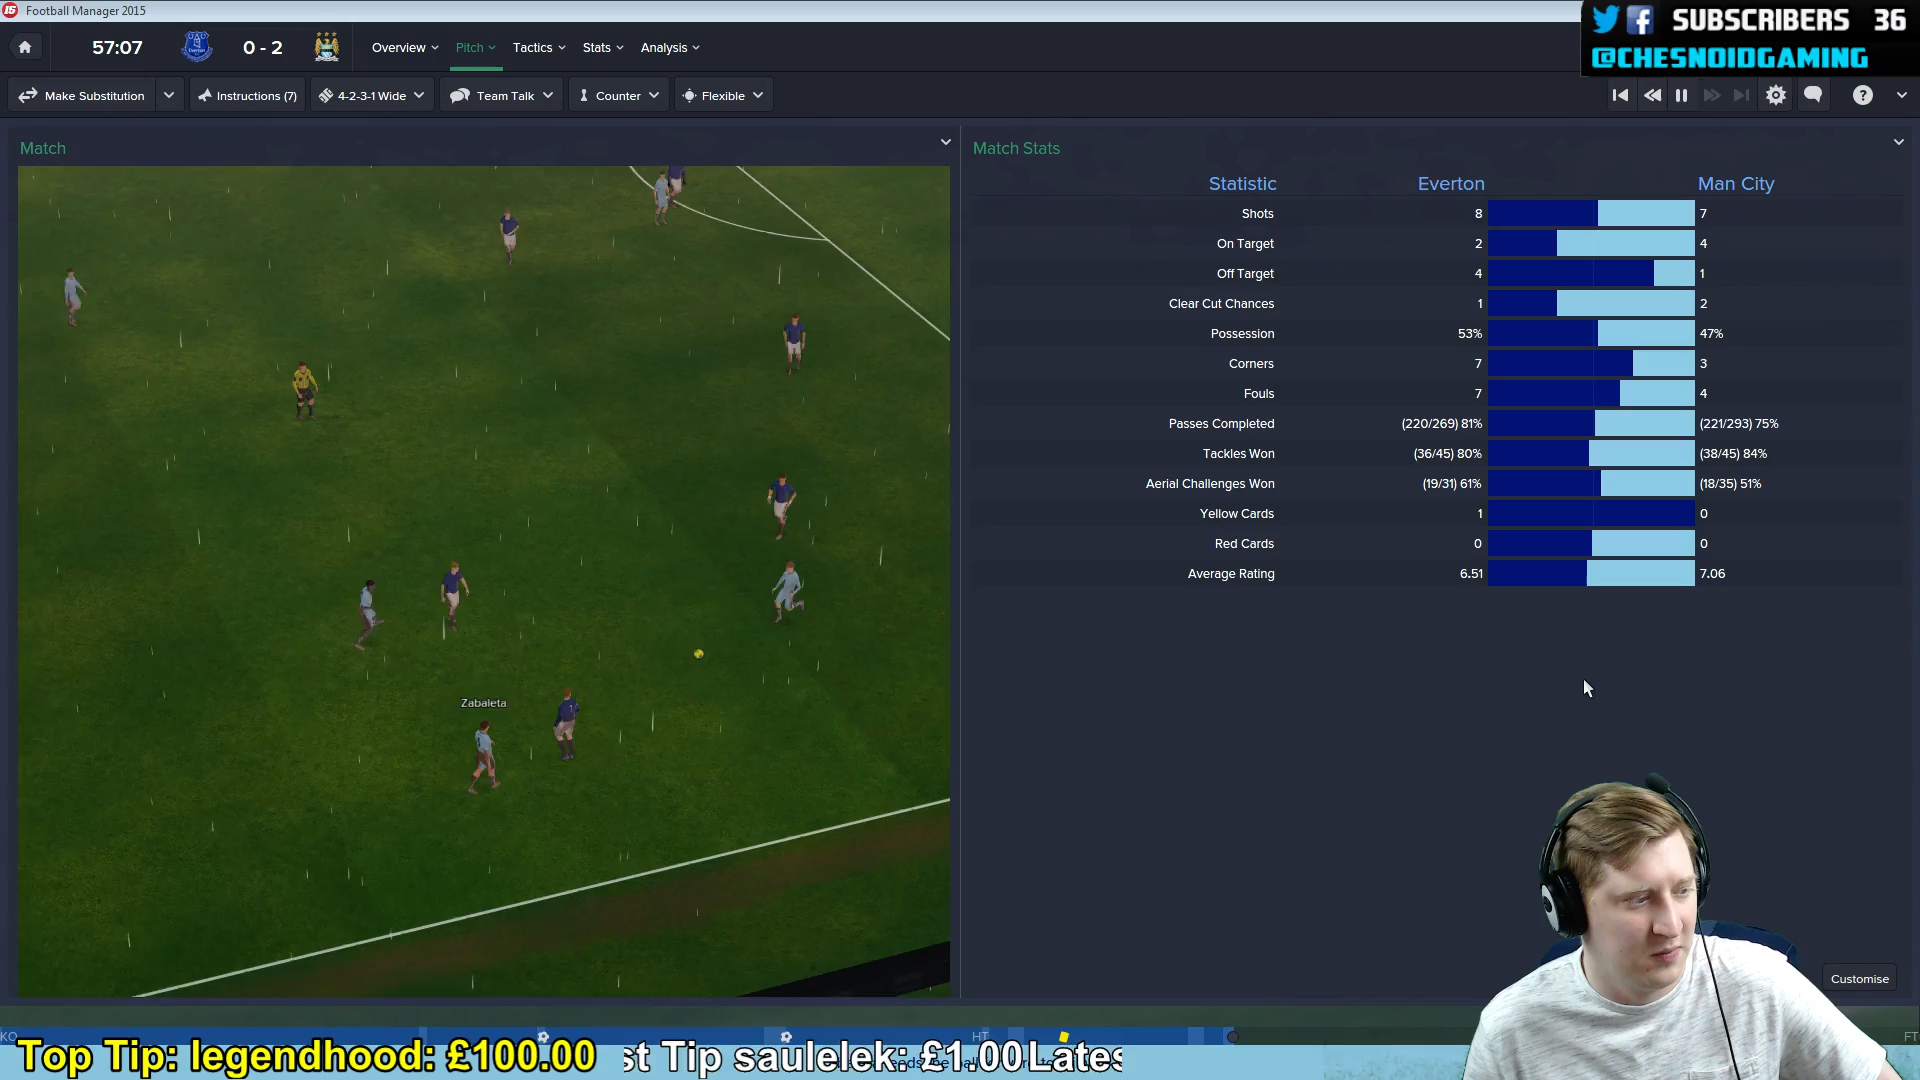 Football Manager 2015
SUBSCRIBERS 36
@CHESNOIDGAMING
57:07 0 - 2 Overview Pitch Tactics Stats Analysis
Make Substitution Instructions (7) 4-2-3-1 Wide Team Talk Counter Flexible ?
Match
Zabaleta
Match Stats
Statistic Everton Man City
Shots 8 7
On Target 2 4
Off Target 4 1
Clear Cut Chances 1 2
Possession 53% 47%
Corners 7 3
Fouls 7 4
Passes Completed (220/269) 81% (221/293) 75%
Tackles Won (36/45) 80% (38/45) 84%
Aerial Challenges Won (19/31) 61% (18/35) 51%
Yellow Cards 1 0
Red Cards 0 0
Average Rating 6.51 7.06
Customise
KO HT FT
Top Tip: legendhood: £100.00 st Tip saulelek: £1.00 Lates